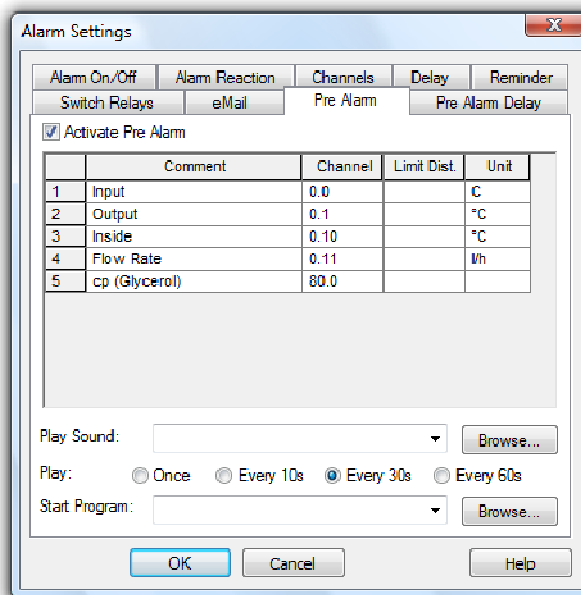 Alarm Settings
Alarm On/Off Alarm Reaction Channels Delay Reminder
Switch Relays eMail Pre Alarm Pre Alarm Delay
Activate Pre Alarm
Comment Channel Limit Dist. Unit
1 Input 0.0 C
2 Output 0.1 °C
3 Inside 0.10 °C
4 Flow Rate 0.11 l/h
5 cp (Glycerol) 80.0
Play Sound: Browse...
Play: Once Every 10s Every 30s Every 60s
Start Program: Browse...
OK Cancel Help